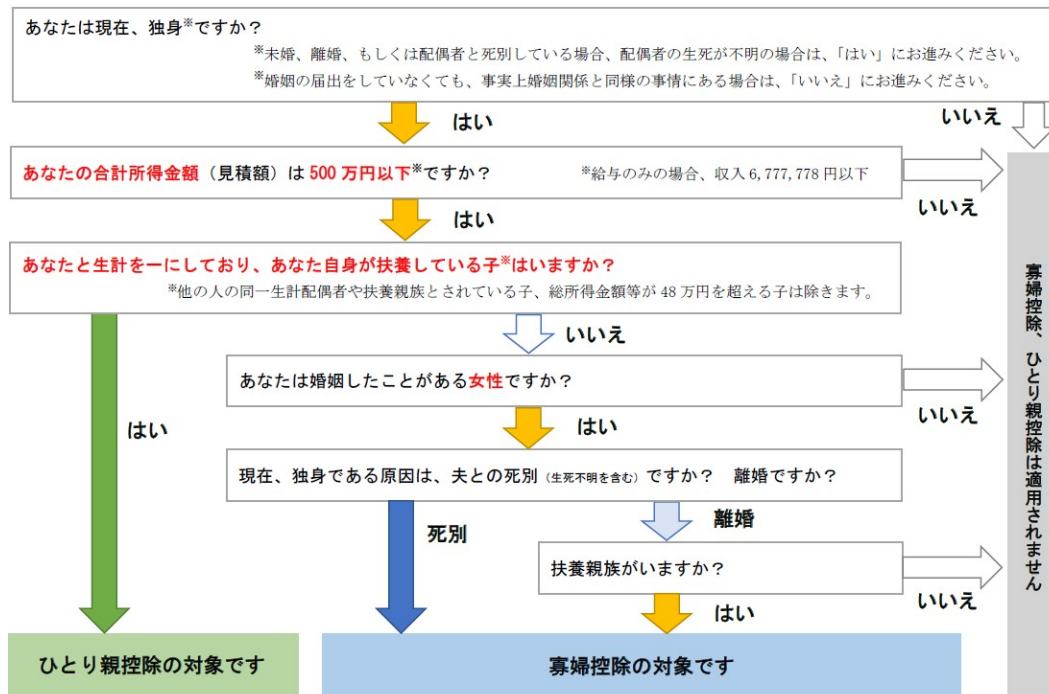 あなたは現在、独身※ですか？
※未婚、離婚、もしくは配偶者と死別している場合、配偶者の生死が不明の場合は、「はい」にお進みください。
※婚姻の届出をしていなくても、事実上婚姻関係と同様の事情にある場合は、「いいえ」にお進みください。
はい
いいえ
あなたの合計所得金額（見積額）は500万円以下※ですか？
※給与のみの場合、収入6,777,778円以下
はい
いいえ
あなたと生計を一にしており、あなた自身が扶養している子※はいますか？
※他の人の同一生計配偶者や扶養親族とされている子、総所得金額等が48万円を超える子は除きます。
いいえ
はい
あなたは婚姻したことがある女性ですか？
はい
いいえ
現在、独身である原因は、夫との死別（生死不明を含む）ですか？　離婚ですか？
死別
離婚
扶養親族がいますか？
はい
いいえ
ひとり親控除の対象です
寡婦控除の対象です
寡婦控除、ひとり親控除は適用されません